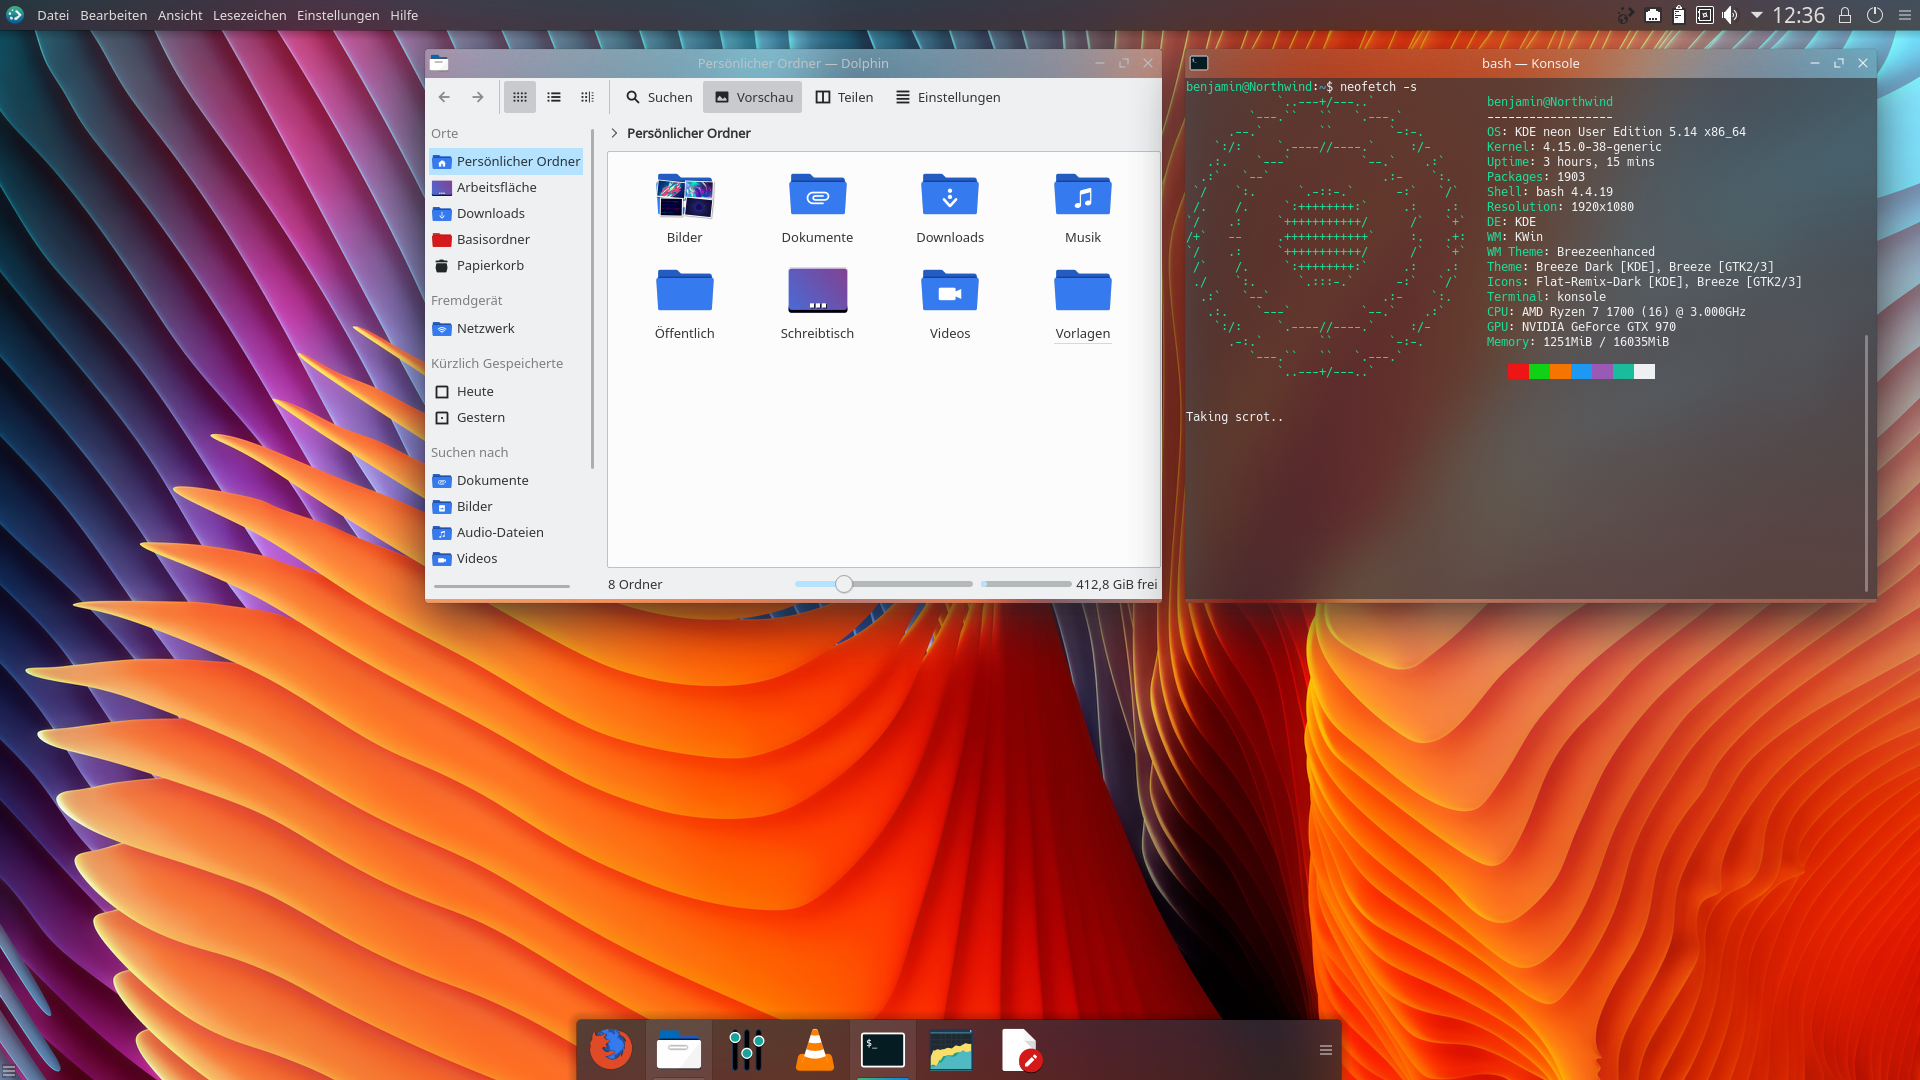 Datei Bearbeiten Ansicht Lesezeichen Einstellungen Hilfe
12:36
Persönlicher Ordner — Dolphin
Suchen Vorschau Teilen Einstellungen
Orte
Persönlicher Ordner
Arbeitsfläche
Downloads
Basisordner
Papierkorb
Fremdgerät
Netzwerk
Kürzlich Gespeicherte
Heute
Gestern
Suchen nach
Dokumente
Bilder
Audio-Dateien
Videos
Persönlicher Ordner
Bilder Dokumente Downloads Musik
Öffentlich Schreibtisch Videos Vorlagen
8 Ordner
412,8 GiB frei
bash — Konsole
benjamin@Northwind:~$ neofetch -s
benjamin@Northwind
------------------
OS: KDE neon User Edition 5.14 x86_64
Kernel: 4.15.0-38-generic
Uptime: 3 hours, 15 mins
Packages: 1903
Shell: bash 4.4.19
Resolution: 1920x1080
DE: KDE
WM: KWin
WM Theme: Breezeenhanced
Theme: Breeze Dark [KDE], Breeze [GTK2/3]
Icons: Flat-Remix-Dark [KDE], Breeze [GTK2/3]
Terminal: konsole
CPU: AMD Ryzen 7 1700 (16) @ 3.000GHz
GPU: NVIDIA GeForce GTX 970
Memory: 1251MiB / 16035MiB
Taking scrot..
$_